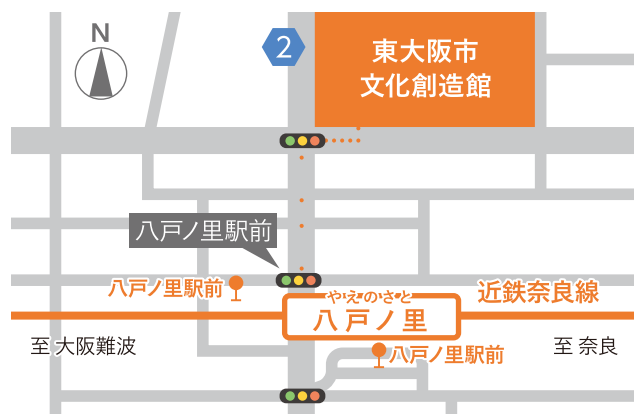 N
2
東大阪市
文化創造館
八戸ノ里駅前
八戸ノ里駅前
やえのさと
八戸ノ里
近鉄奈良線
至 大阪難波
至 奈良
八戸ノ里駅前